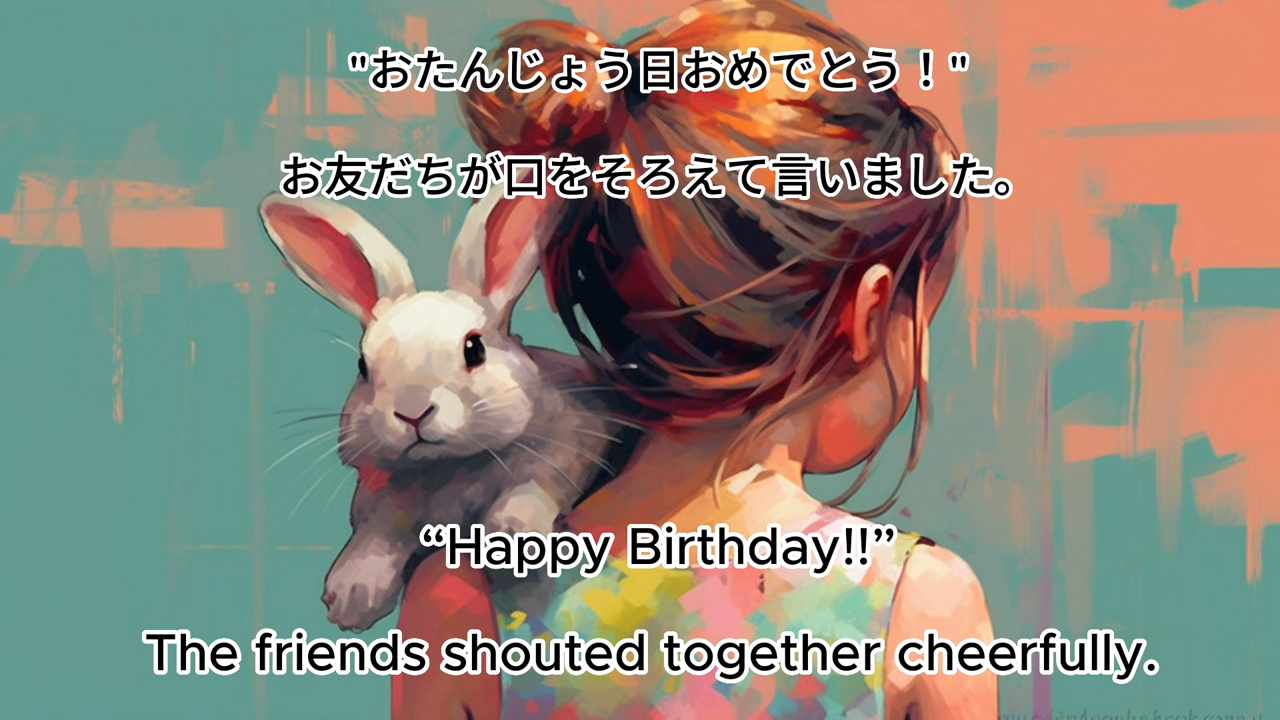 "おたんじょう日おめでとう！"
お友だちが口をそろえて言いました。
“Happy Birthday!!”
The friends shouted together cheerfully.